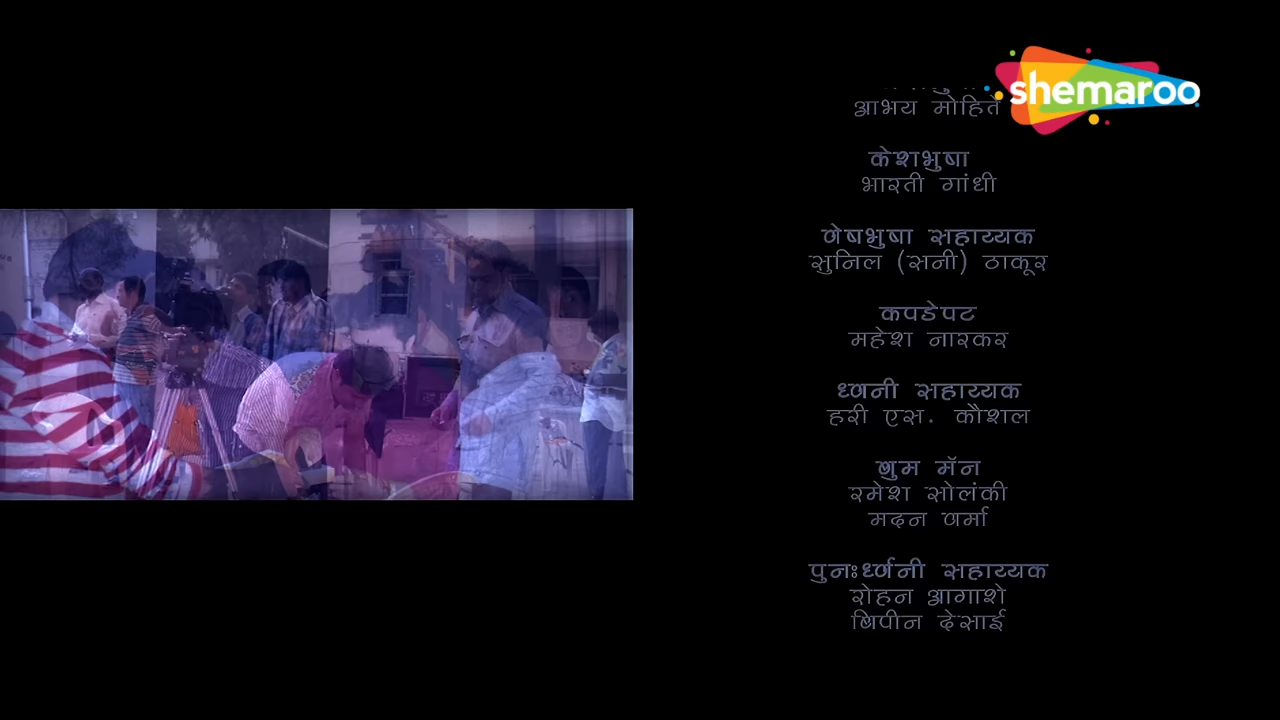 shemaroo
आभय मोहिते
केशभुषा
भारती गांधी
वेषभुषा सहाय्यक
सुनिल (सनी) ठाकूर
कपडेपट
महेश नारकर
ध्वनी सहाय्यक
हरी एस. कौशल
बुम मॅन
रमेश सोलंकी
मदन वर्मा
पुनःर्ध्वनी सहाय्यक
रोहन आगाशे
बिपीन देसाई